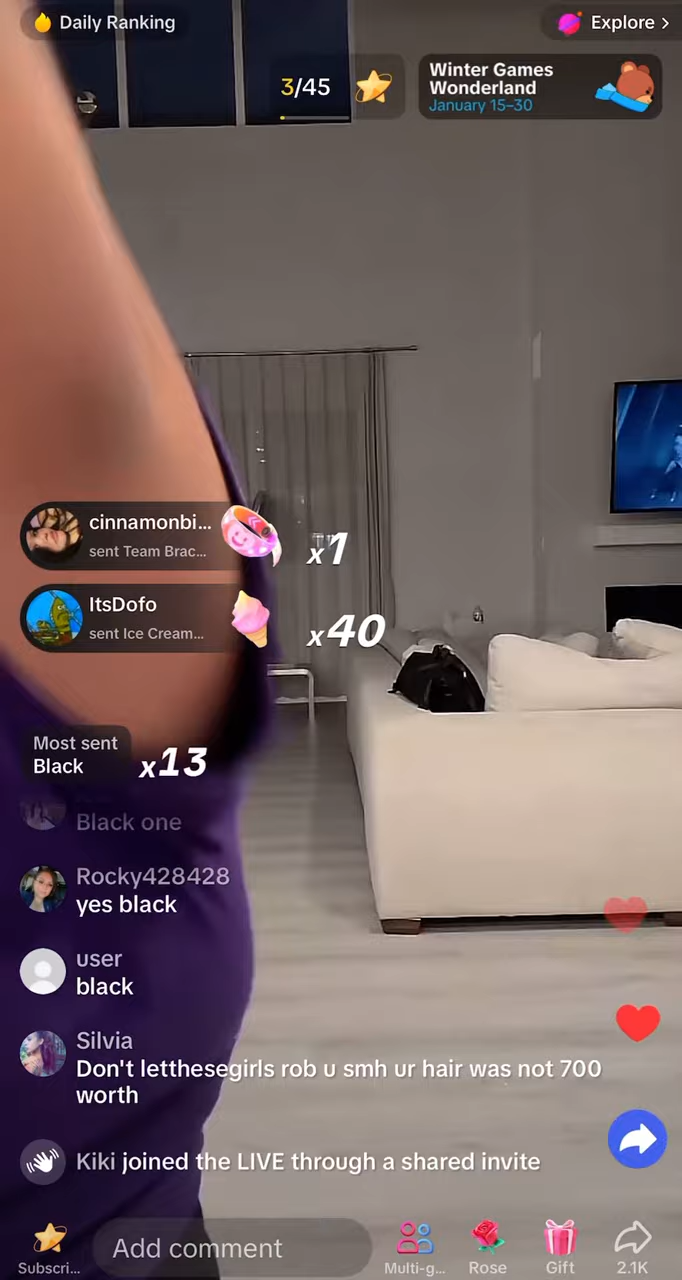 Daily Ranking
Explore >
3/45
Winter Games
Wonderland
January 15–30
cinnamonbi...
sent Team Brac...
x1
ItsDofo
sent Ice Cream...
x40
Most sent
Black
x13
Black one
Rocky428428
yes black
user
black
Silvia
Don't letthesegirls rob u smh ur hair was not 700
worth
Kiki joined the LIVE through a shared invite
Subscri...
Add comment
Multi-g...
Rose
Gift
2.1K